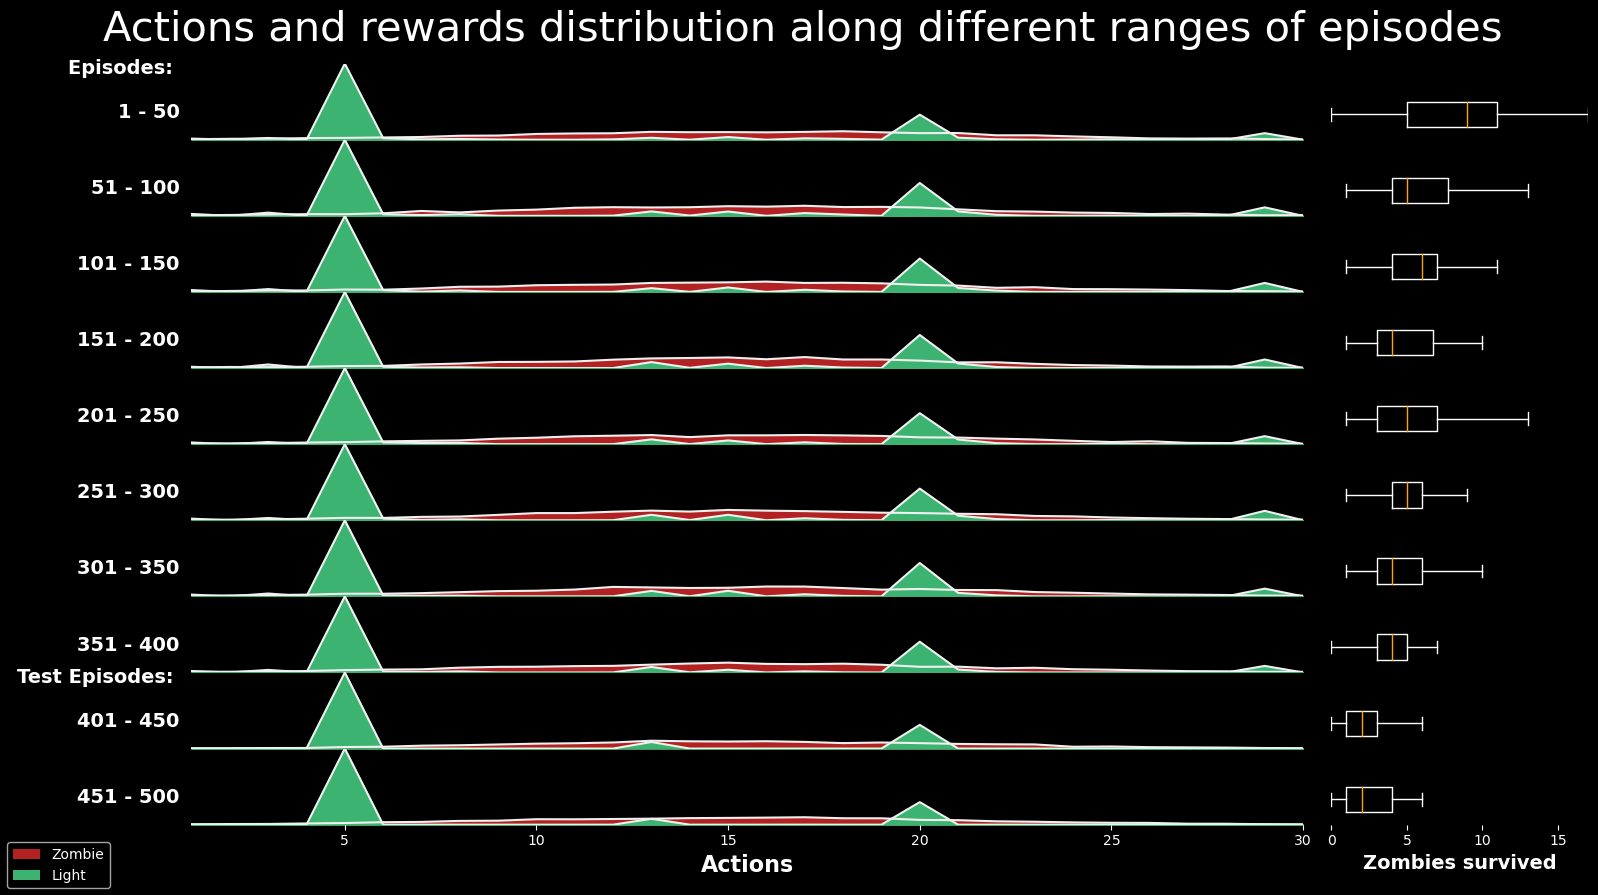 Actions and rewards distribution along different ranges of episodes
Episodes:
1 - 50
51 - 100
101 - 150
151 - 200
201 - 250
251 - 300
301 - 350
351 - 400
Test Episodes:
401 - 450
451 - 500
5 10 15 20 25 30
0 5 10 15
Actions
Zombies survived
Zombie
Light